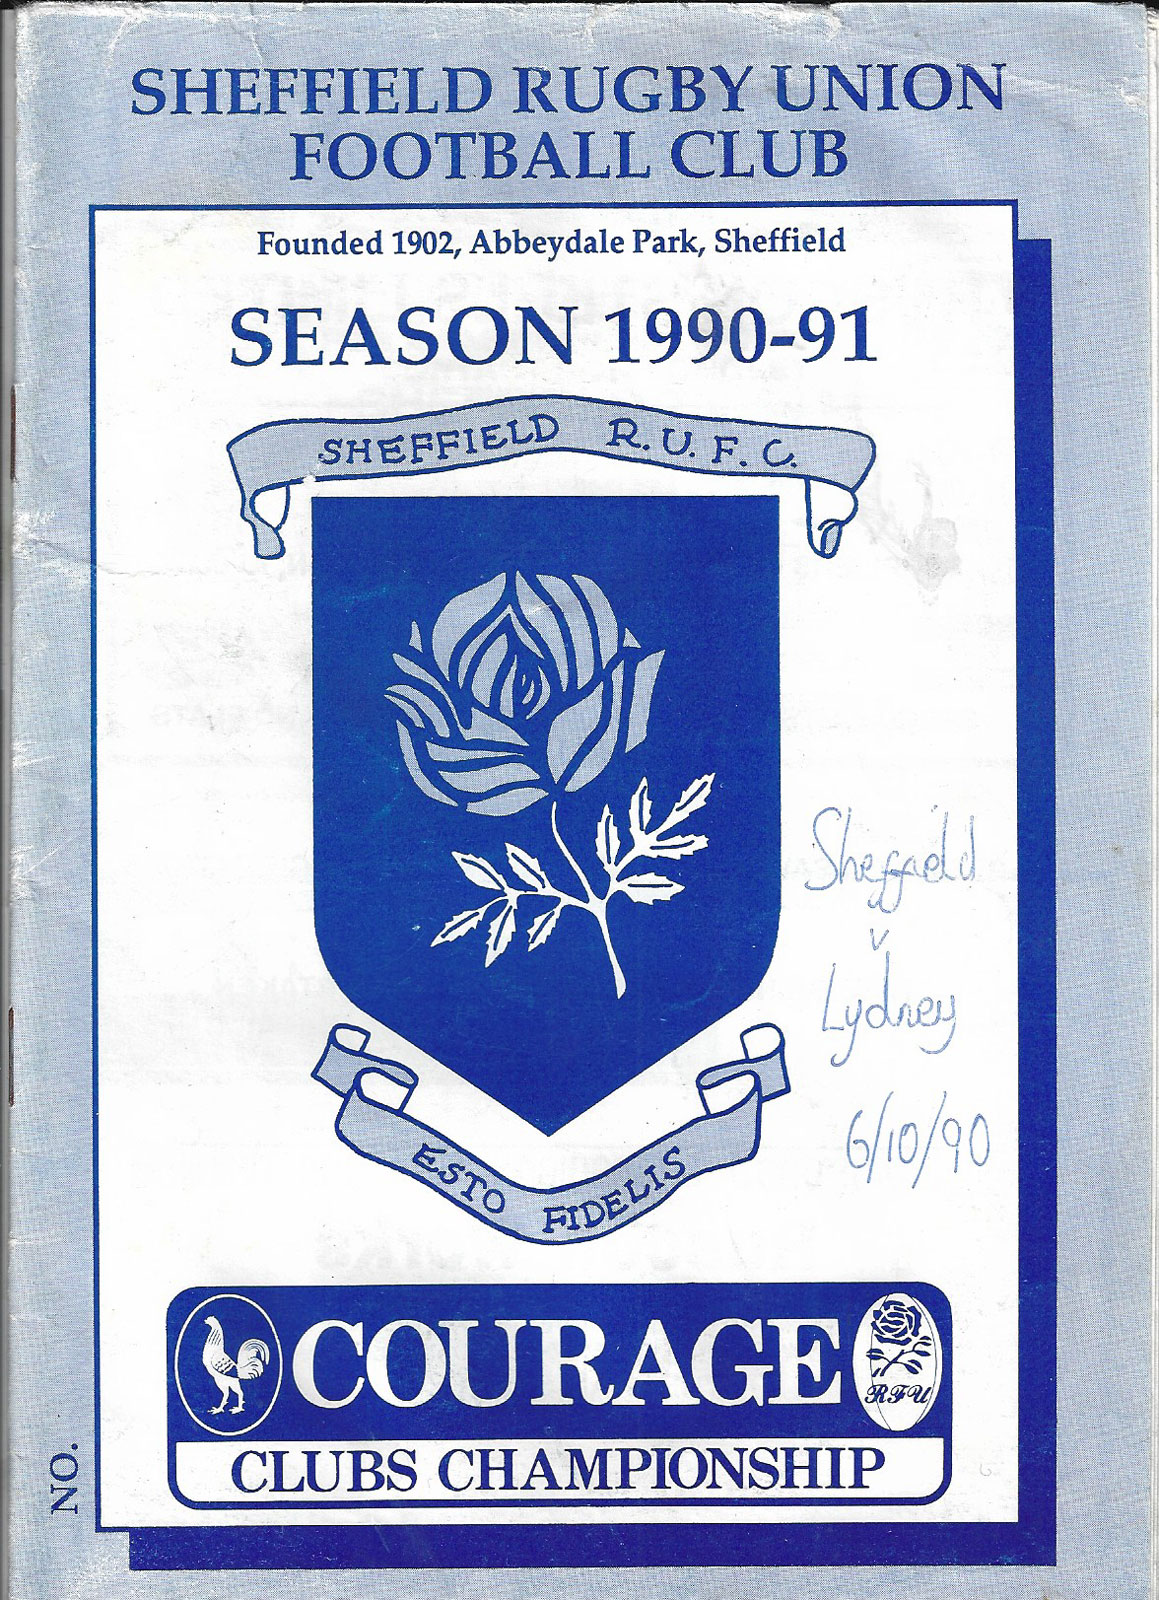 SHEFFIELD RUGBY UNION
FOOTBALL CLUB
Founded 1902, Abbeydale Park, Sheffield
SEASON 1990-91
SHEFFIELD R.U.F.C.
Sheffield
v
Lydney
6/10/90
ESTO FIDELIS
COURAGE
RFU
CLUBS CHAMPIONSHIP
NO.